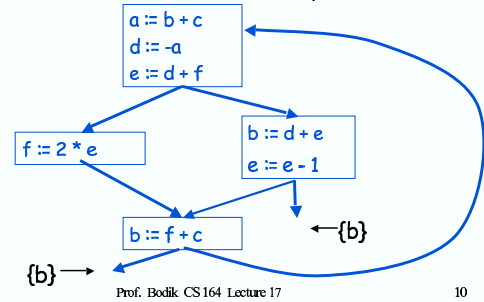 a := b + c
d := -a
e := d + f
f := 2 * e
b := d + e
e := e - 1
b := f + c
{b}
{b}
Prof. Bodik CS 164 Lecture 17
10